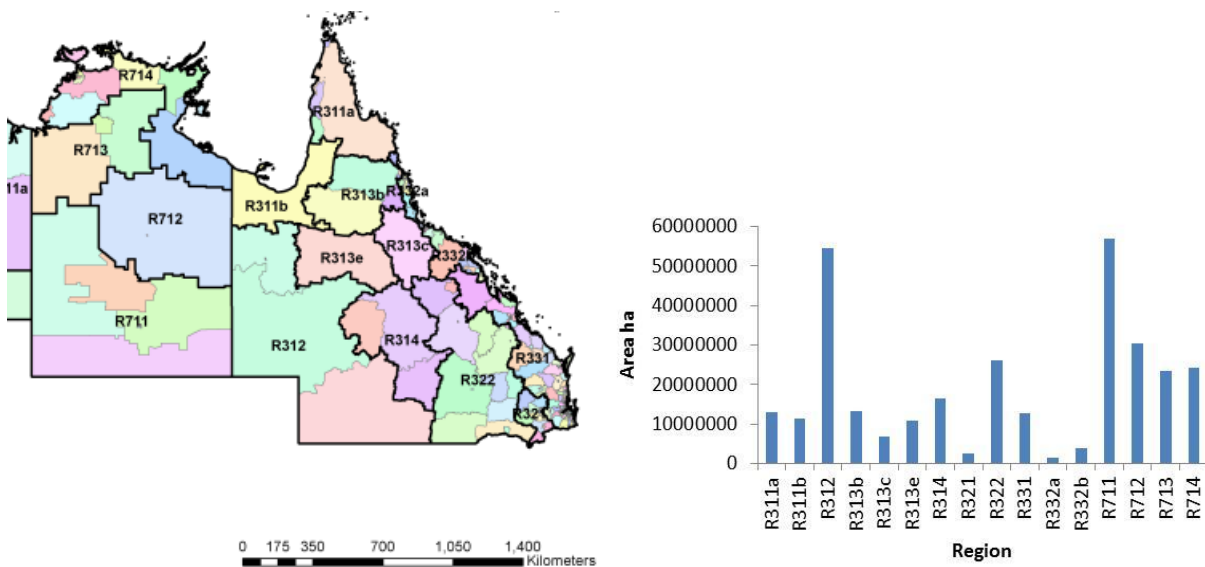 R714
R311a
R713
11a
R313b
R332a
R311b
R712
R313c
R332b
R313e
R711
R312
R314
R331
R322
R321
0 175 350 700 1,050 1,400
Kilometers
60000000
50000000
40000000
30000000
20000000
10000000
0
Area ha
R311a
R311b
R312
R313b
R313c
R313e
R314
R321
R322
R331
R332a
R332b
R711
R712
R713
R714
Region